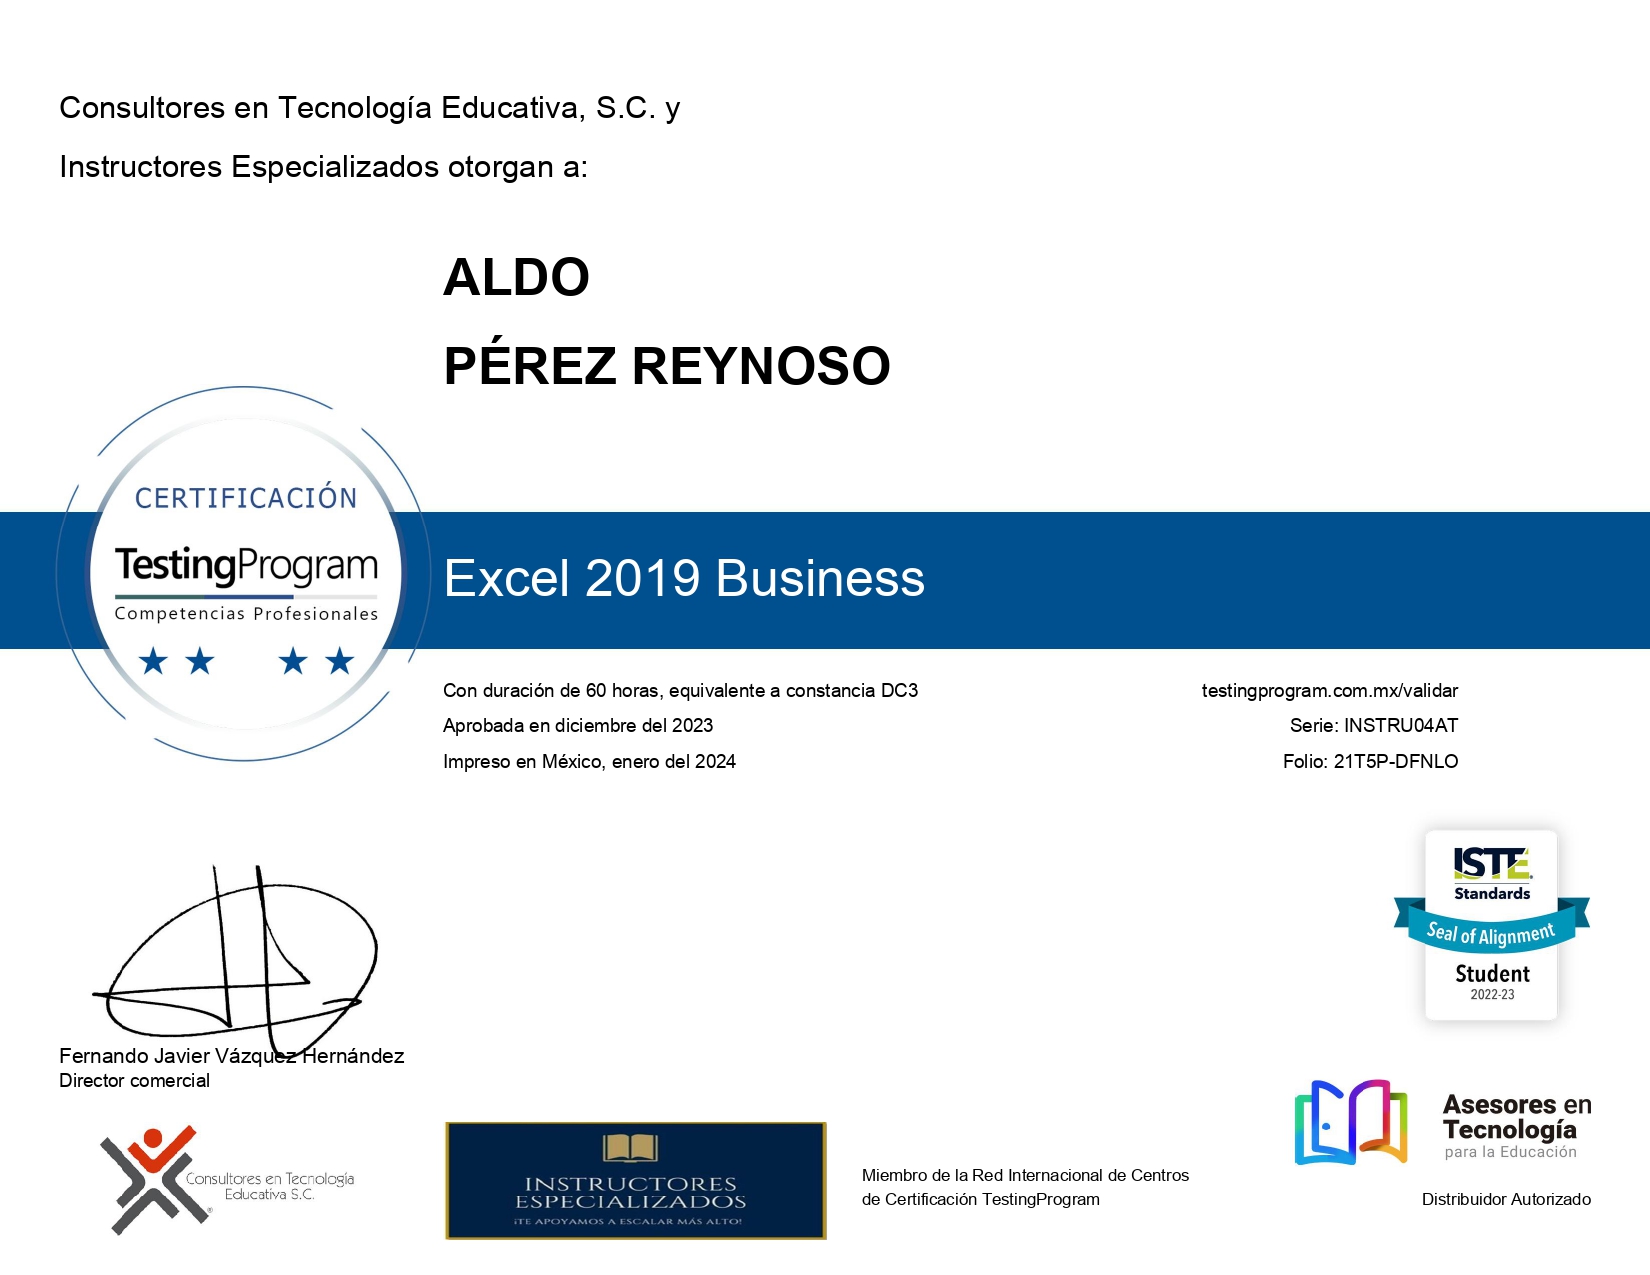 Consultores en Tecnología Educativa, S.C. y
Instructores Especializados otorgan a:
ALDO
PÉREZ REYNOSO
CERTIFICACIÓN
TestingProgram
Competencias Profesionales
Excel 2019 Business
Con duración de 60 horas, equivalente a constancia DC3
Aprobada en diciembre del 2023
Impreso en México, enero del 2024
testingprogram.com.mx/validar
Serie: INSTRU04AT
Folio: 21T5P-DFNLO
ISTE®
Standards
Seal of Alignment
Student
2022-23
Fernando Javier Vázquez Hernández
Director comercial
Consultores en Tecnología
Educativa S.C.
®
INSTRUCTORES
ESPECIALIZADOS
¡TE APOYAMOS A ESCALAR MÁS ALTO!
Miembro de la Red Internacional de Centros
de Certificación TestingProgram
Asesores en
Tecnología
para la Educación
Distribuidor Autorizado